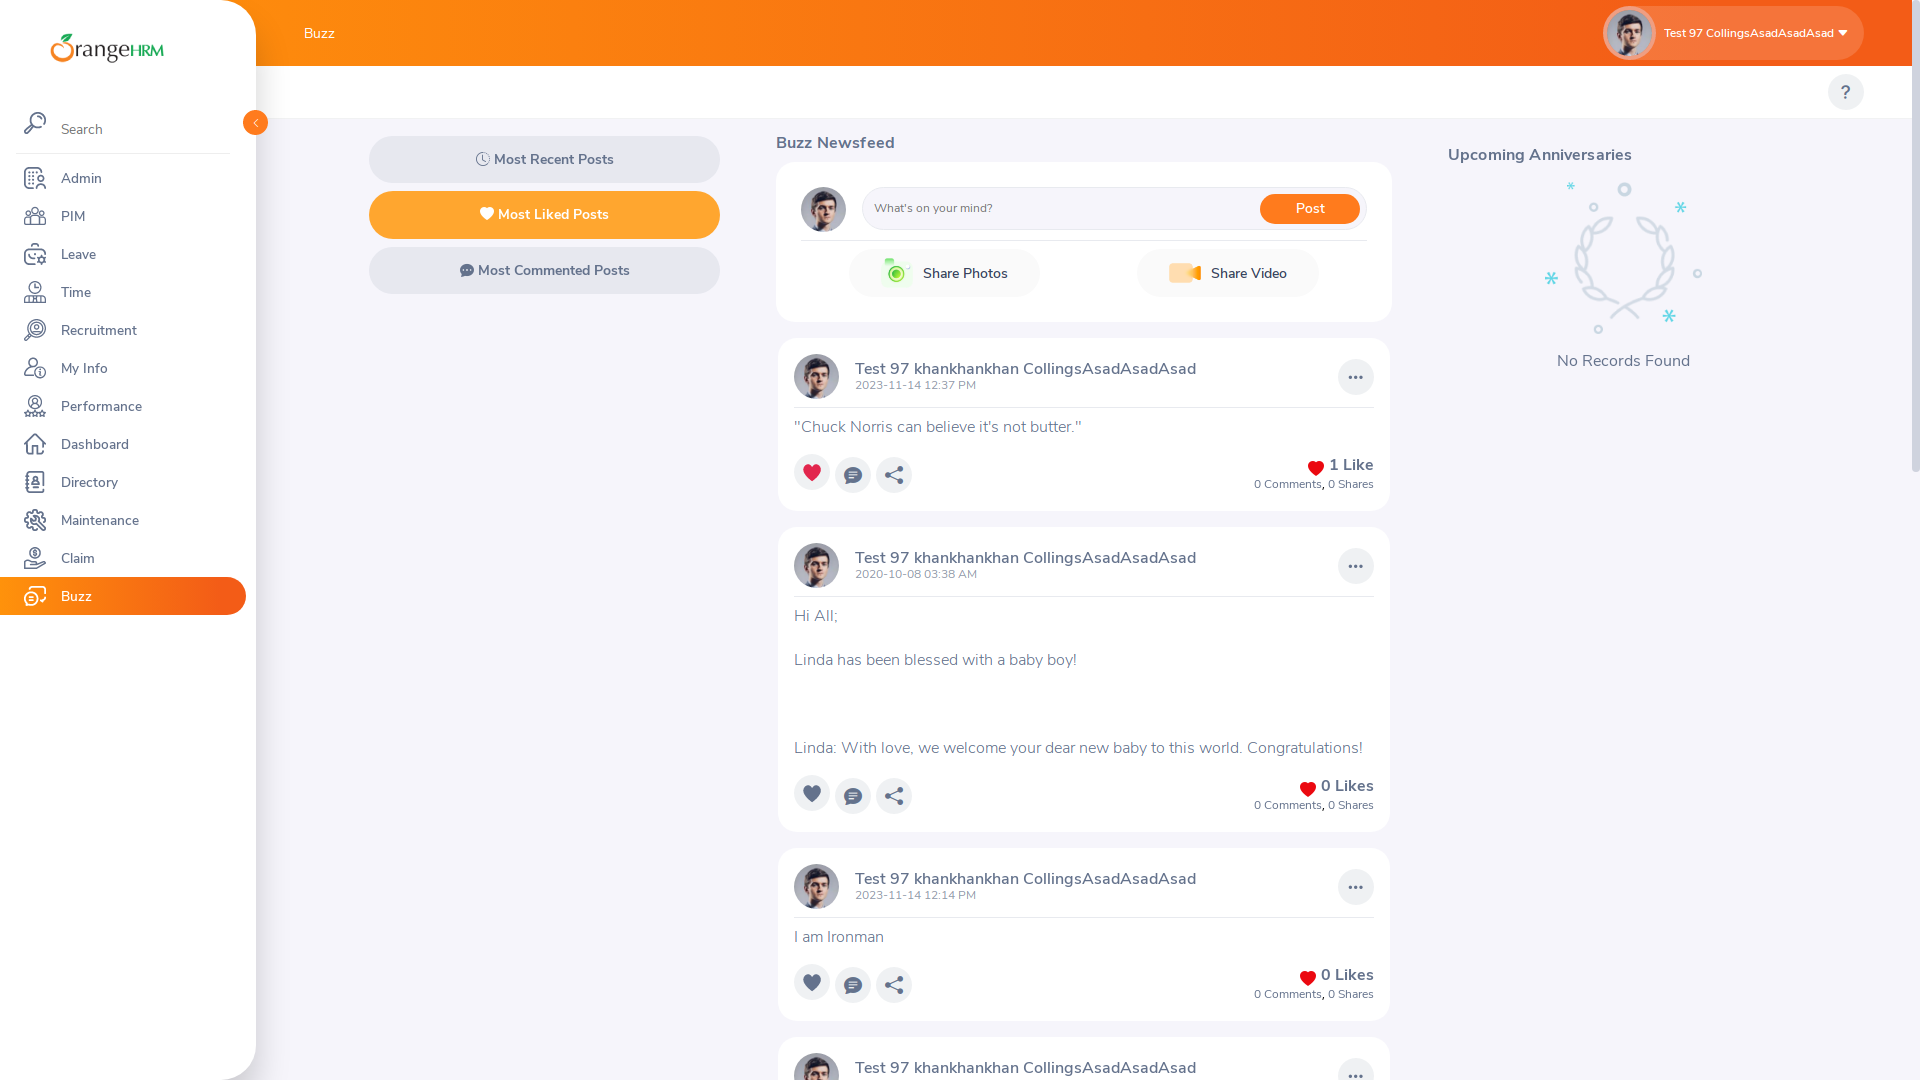 OrangeHRM
Search
Admin
PIM
Leave
Time
Recruitment
My Info
Performance
Dashboard
Directory
Maintenance
Claim
Buzz
Buzz
Test 97 CollingsAsadAsadAsad
?
Most Recent Posts
Most Liked Posts
Most Commented Posts
Buzz Newsfeed
What's on your mind?
Post
Share Photos
Share Video
Test 97 khankhankhan CollingsAsadAsadAsad
2023-11-14 12:37 PM
"Chuck Norris can believe it's not butter."
1 Like
0 Comments, 0 Shares
Test 97 khankhankhan CollingsAsadAsadAsad
2020-10-08 03:38 AM
Hi All;
Linda has been blessed with a baby boy!
Linda: With love, we welcome your dear new baby to this world. Congratulations!
0 Likes
0 Comments, 0 Shares
Test 97 khankhankhan CollingsAsadAsadAsad
2023-11-14 12:14 PM
I am Ironman
0 Likes
0 Comments, 0 Shares
Test 97 khankhankhan CollingsAsadAsadAsad
Upcoming Anniversaries
No Records Found